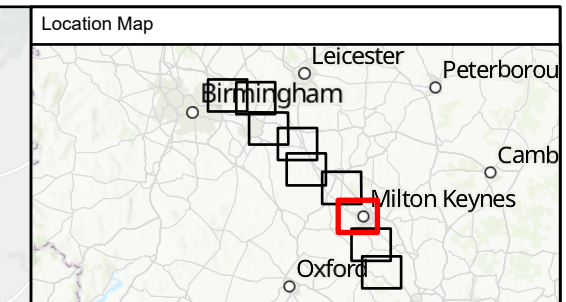 Location Map
Leicester
Peterborou
Birmingham
Camb
Milton Keynes
Oxford